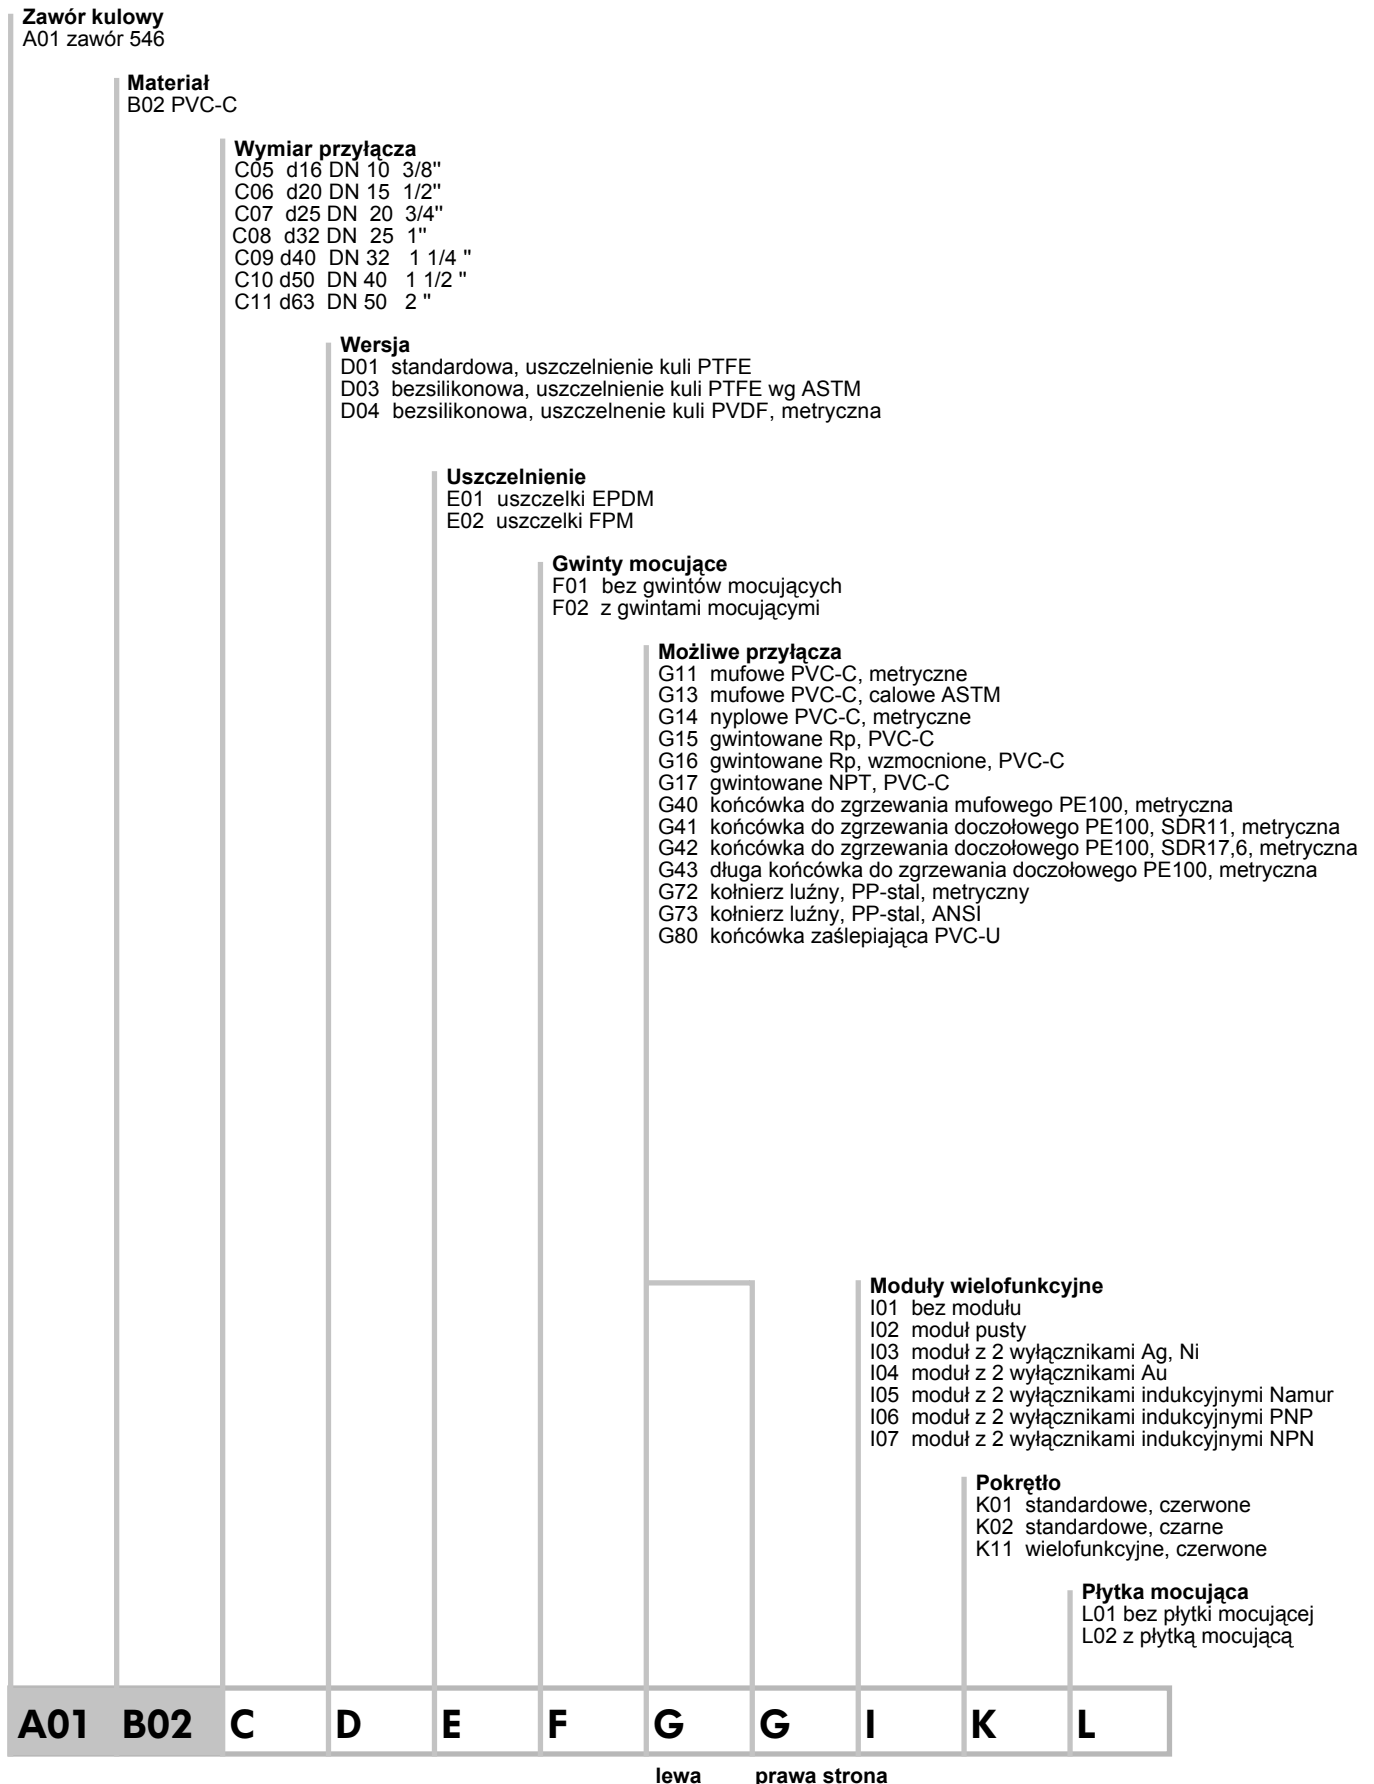 Zawór kulowy
A01 zawór 546
Materiał
B02 PVC-C
Wymiar przyłącza
C05 d16 DN 10 3/8"
C06 d20 DN 15 1/2"
C07 d25 DN 20 3/4"
C08 d32 DN 25 1"
C09 d40 DN 32 1 1/4 "
C10 d50 DN 40 1 1/2 "
C11 d63 DN 50 2 "
Wersja
D01 standardowa, uszczelnienie kuli PTFE
D03 bezsilikonowa, uszczelnienie kuli PTFE wg ASTM
D04 bezsilikonowa, uszczelnenie kuli PVDF, metryczna
Uszczelnienie
E01 uszczelki EPDM
E02 uszczelki FPM
Gwinty mocujące
F01 bez gwintów mocujących
F02 z gwintami mocującymi
Możliwe przyłącza
G11 mufowe PVC-C, metryczne
G13 mufowe PVC-C, calowe ASTM
G14 nyplowe PVC-C, metryczne
G15 gwintowane Rp, PVC-C
G16 gwintowane Rp, wzmocnione, PVC-C
G17 gwintowane NPT, PVC-C
G40 końcówka do zgrzewania mufowego PE100, metryczna
G41 końcówka do zgrzewania doczołowego PE100, SDR11, metryczna
G42 końcówka do zgrzewania doczołowego PE100, SDR17,6, metryczna
G43 długa końcówka do zgrzewania doczołowego PE100, metryczna
G72 kołnierz luźny, PP-stal, metryczny
G73 kołnierz luźny, PP-stal, ANSI
G80 końcówka zaślepiająca PVC-U
Moduły wielofunkcyjne
I01 bez modułu
I02 moduł pusty
I03 moduł z 2 wyłącznikami Ag, Ni
I04 moduł z 2 wyłącznikami Au
I05 moduł z 2 wyłącznikami indukcyjnymi Namur
I06 moduł z 2 wyłącznikami indukcyjnymi PNP
I07 moduł z 2 wyłącznikami indukcyjnymi NPN
Pokrętło
K01 standardowe, czerwone
K02 standardowe, czarne
K11 wielofunkcyjne, czerwone
Płytka mocująca
L01 bez płytki mocującej
L02 z płytką mocującą
A01 B02 C D E F G G I K L
lewa prawa strona